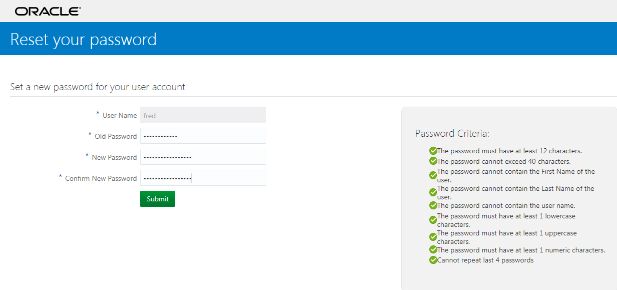 ORACLE
Reset your password
Set a new password for your user account
* User Name fred
* Old Password ------------
* New Password -----------------
* Confirm New Password -----------------
Submit
Password Criteria:
The password must have at least 12 characters.
The password cannot exceed 40 characters.
The password cannot contain the First Name of the
user.
The password cannot contain the Last Name of the
user.
The password cannot contain the user name.
The password must have at least 1 lowercase
characters.
The password must have at least 1 uppercase
characters.
The password must have at least 1 numeric characters.
Cannot repeat last 4 passwords